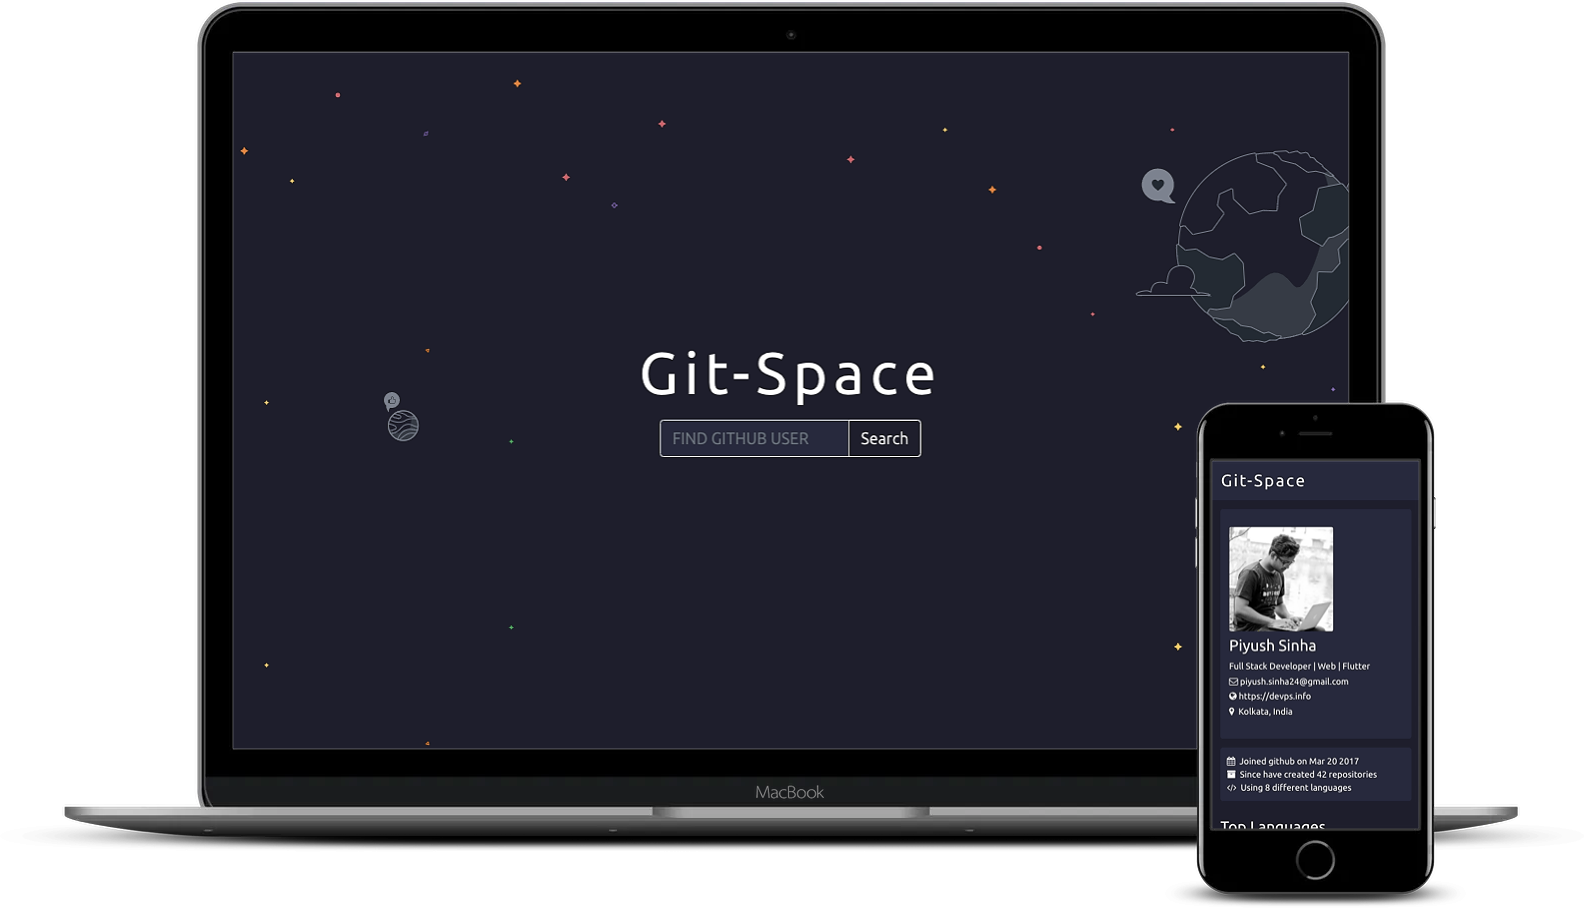 Git-Space
FIND GITHUB USER
Search
MacBook
Git-Space
Piyush Sinha
Full Stack Developer | Web | Flutter
piyush.sinha24@gmail.com
https://devps.info
Kolkata, India
Joined github on Mar 20 2017
Since have created 42 repositories
Using 8 different languages
Top Languages